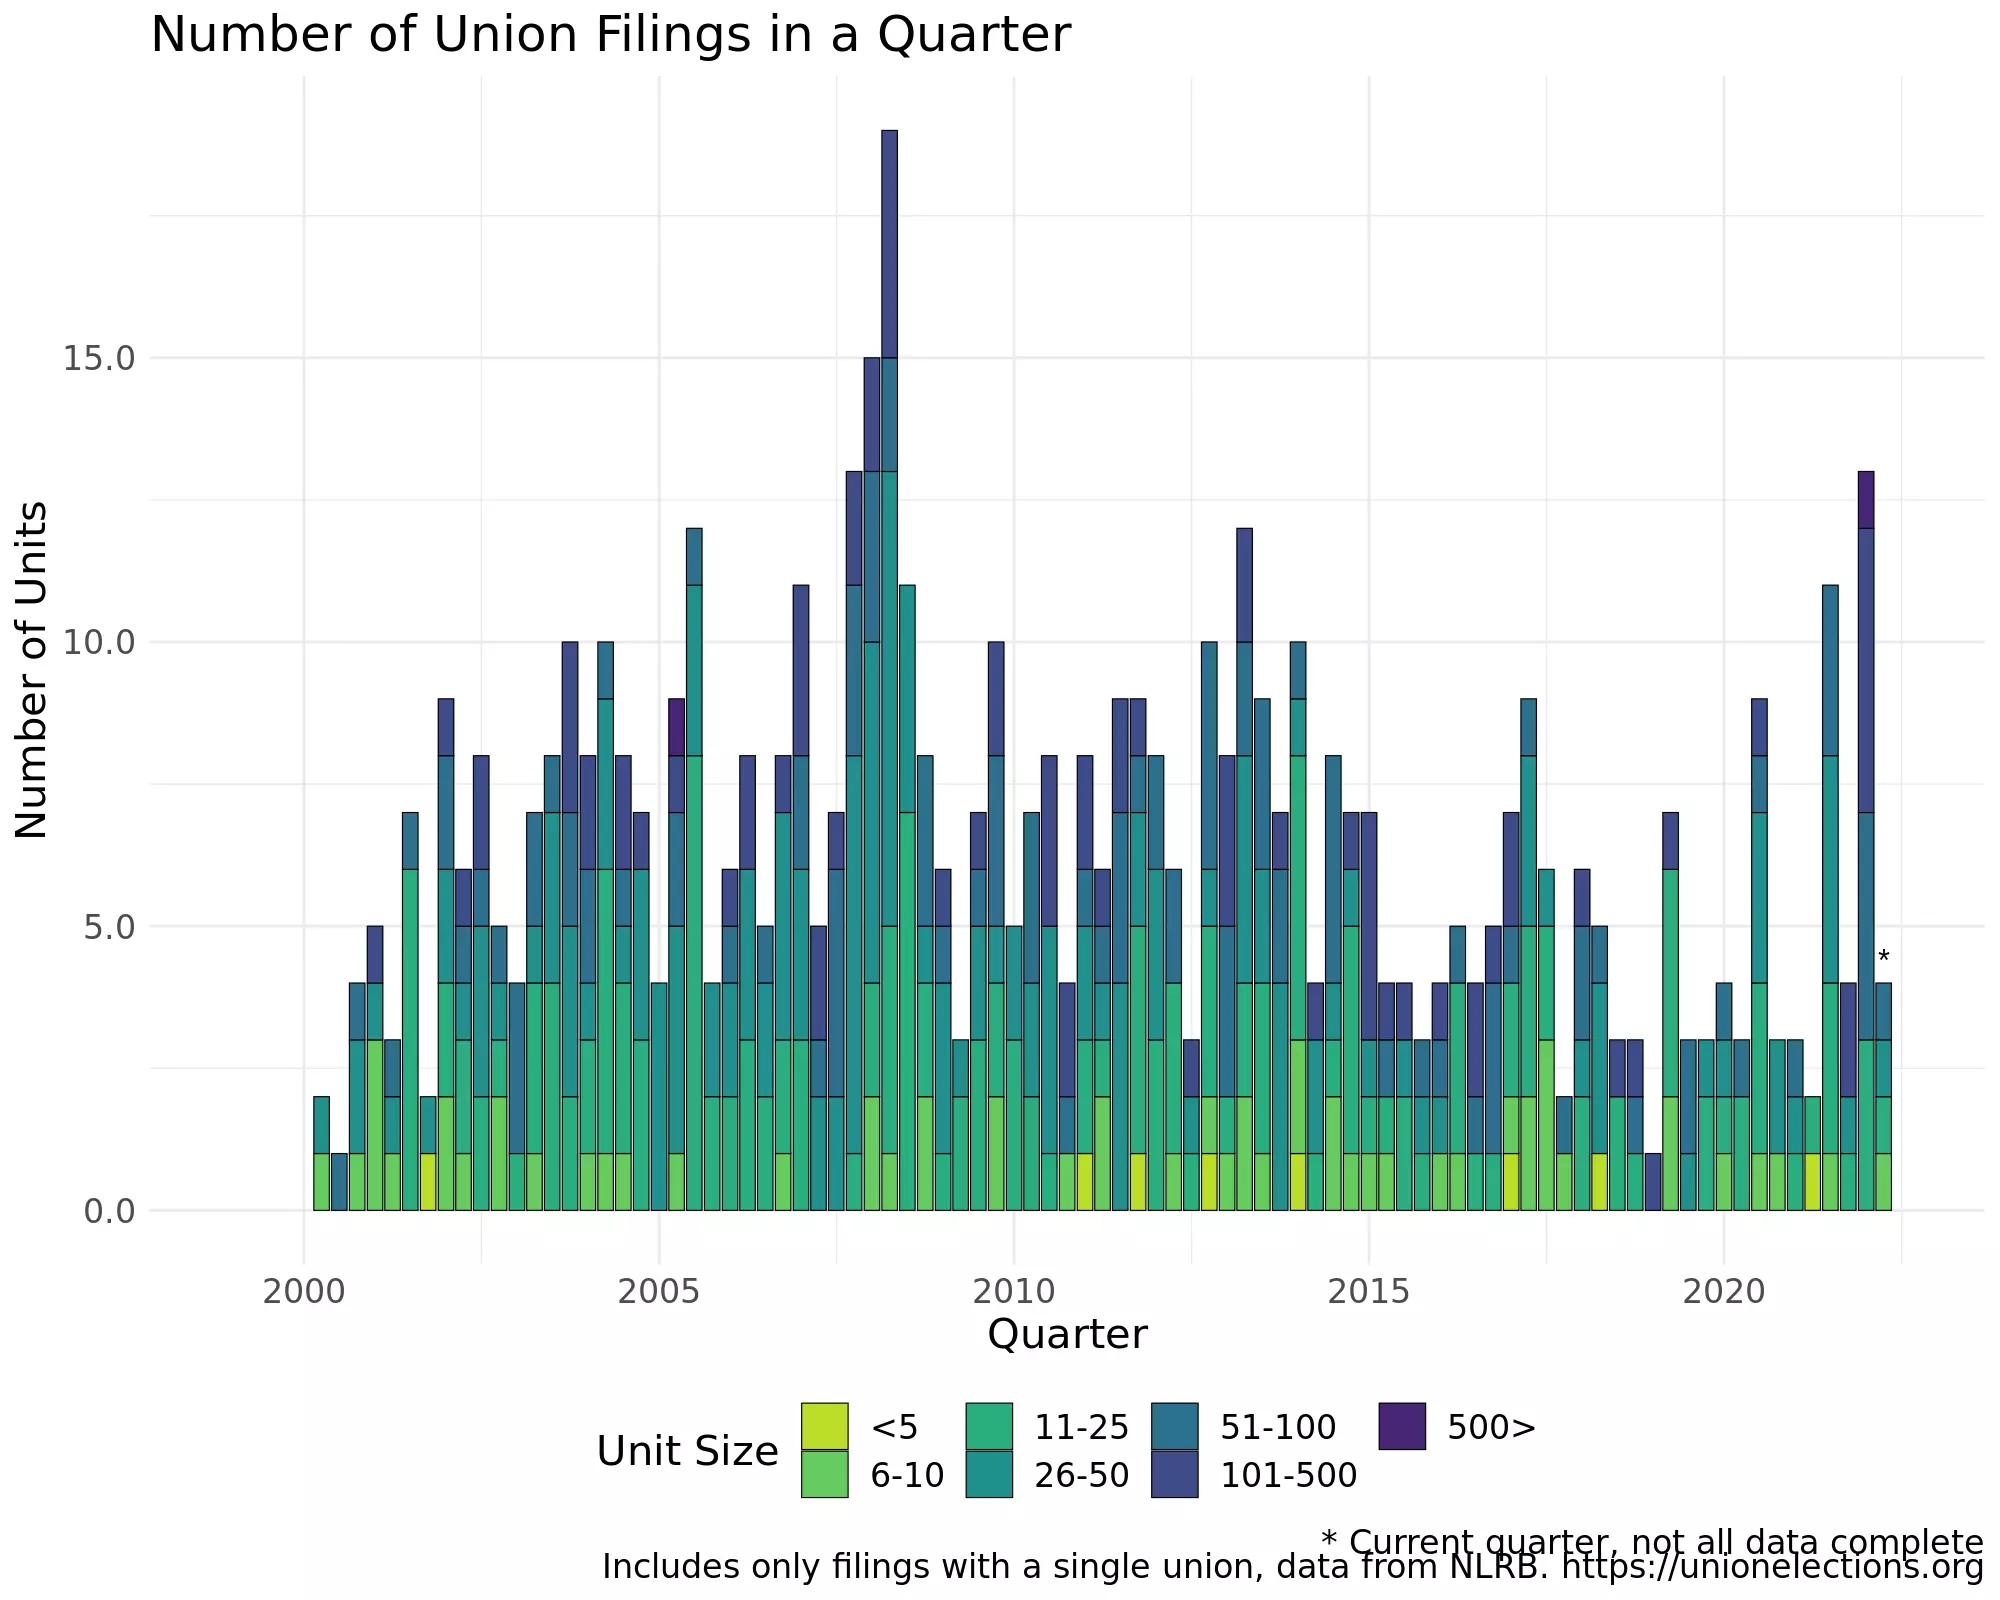 Number of Union Filings in a Quarter
Number of Units
15.0
10.0
5.0
0.0
*
2000 2005 2010 2015 2020
Quarter
Unit Size
<5 11-25 51-100 500>
6-10 26-50 101-500
* Current quarter, not all data complete
Includes only filings with a single union, data from NLRB. https://unionelections.org